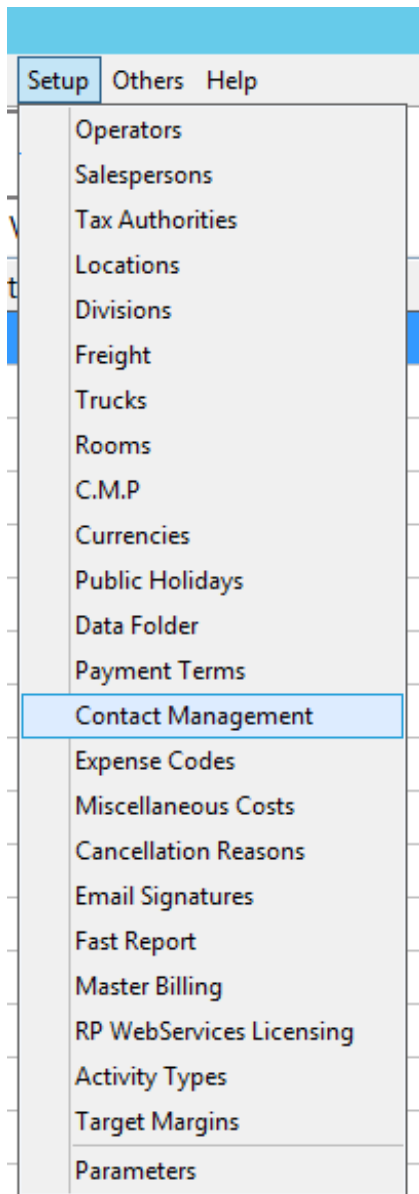 Setup Others Help
Operators
Salespersons
Tax Authorities
Locations
Divisions
Freight
Trucks
Rooms
C.M.P
Currencies
Public Holidays
Data Folder
Payment Terms
Contact Management
Expense Codes
Miscellaneous Costs
Cancellation Reasons
Email Signatures
Fast Report
Master Billing
RP WebServices Licensing
Activity Types
Target Margins
Parameters